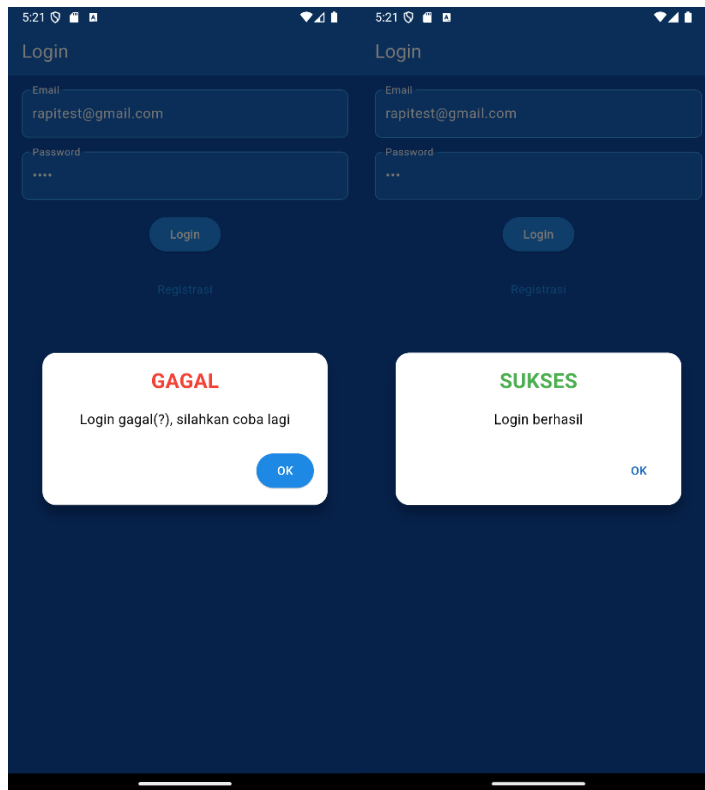 5:21
Login
Email
rapitest@gmail.com
Password
••••
Login
Registrasi
GAGAL
Login gagal(?), silahkan coba lagi
OK
5:21
Login
Email
rapitest@gmail.com
Password
•••
Login
Registrasi
SUKSES
Login berhasil
OK